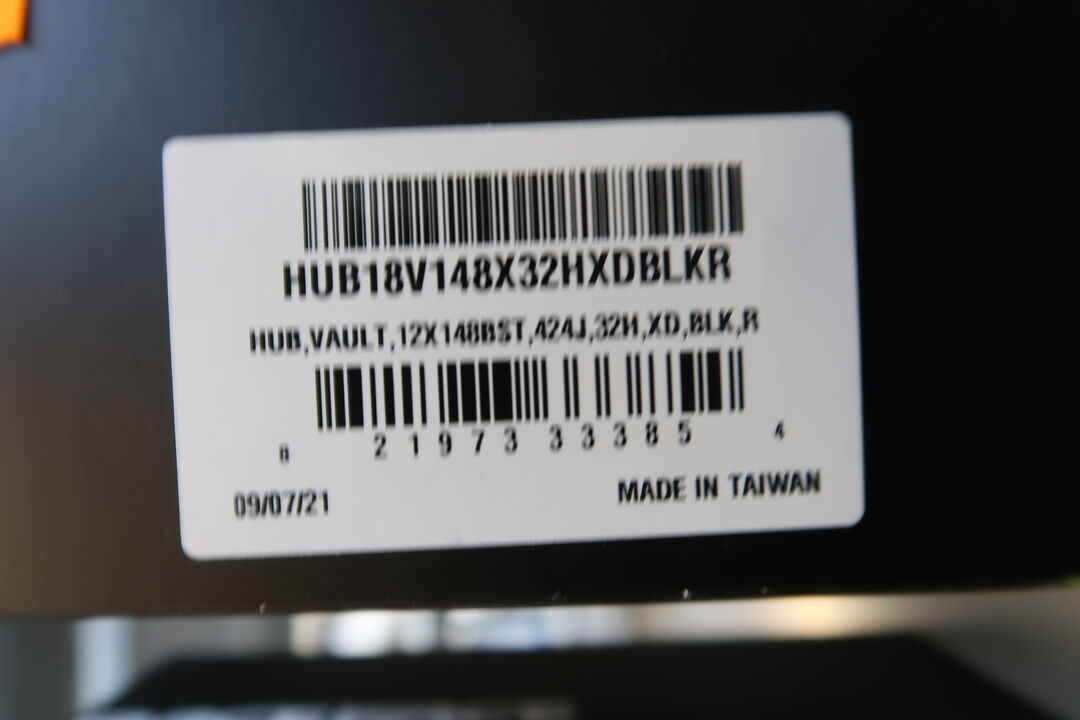 HUB18V148X32HXDBLKR
HUB,VAULT,12X148BST,424J,32H,XD,BLK,R
8 21973 33385 4
09/07/21 MADE IN TAIWAN